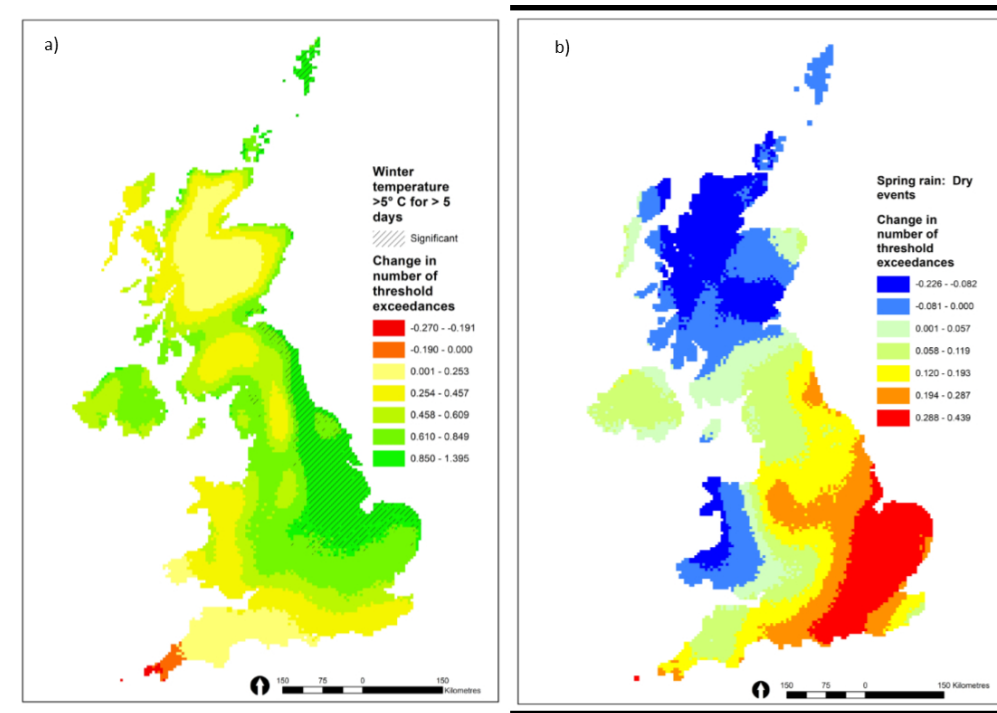 a)
Winter
temperature
>5° C for > 5
days
Significant
Change in
number of
threshold
exceedances
-0.270 - -0.191
-0.190 - 0.000
0.001 - 0.253
0.254 - 0.457
0.458 - 0.609
0.610 - 0.849
0.850 - 1.395
150 75 0 150
Kilometres
b)
Spring rain: Dry
events
Change in
number of
threshold
exceedances
-0.226 - -0.082
-0.081 - 0.000
0.001 - 0.057
0.058 - 0.119
0.120 - 0.193
0.194 - 0.287
0.288 - 0.439
150 75 0 150 Kilometres